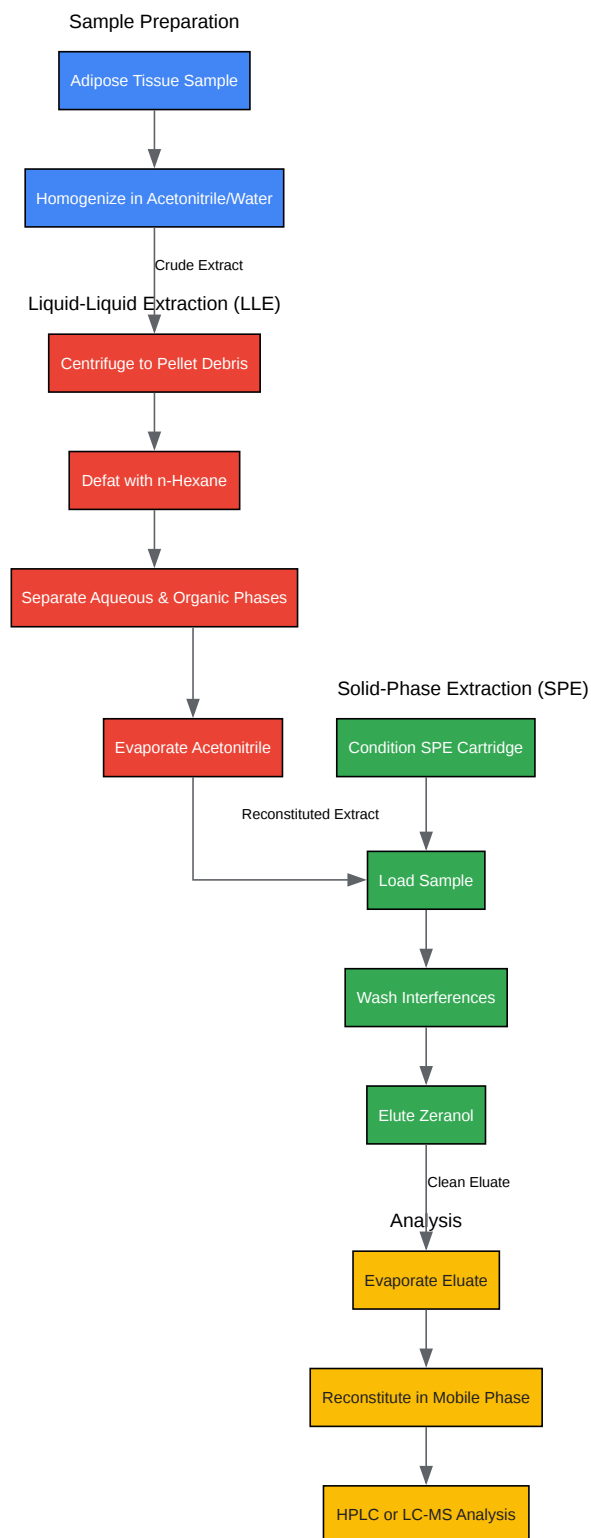 Sample Preparation
Adipose Tissue Sample
Homogenize in Acetonitrile/Water
Crude Extract
Liquid-Liquid Extraction (LLE)
Centrifuge to Pellet Debris
Defat with n-Hexane
Separate Aqueous & Organic Phases
Solid-Phase Extraction (SPE)
Evaporate Acetonitrile
Condition SPE Cartridge
Reconstituted Extract
Load Sample
Wash Interferences
Elute Zeranol
Clean Eluate
Analysis
Evaporate Eluate
Reconstitute in Mobile Phase
HPLC or LC-MS Analysis